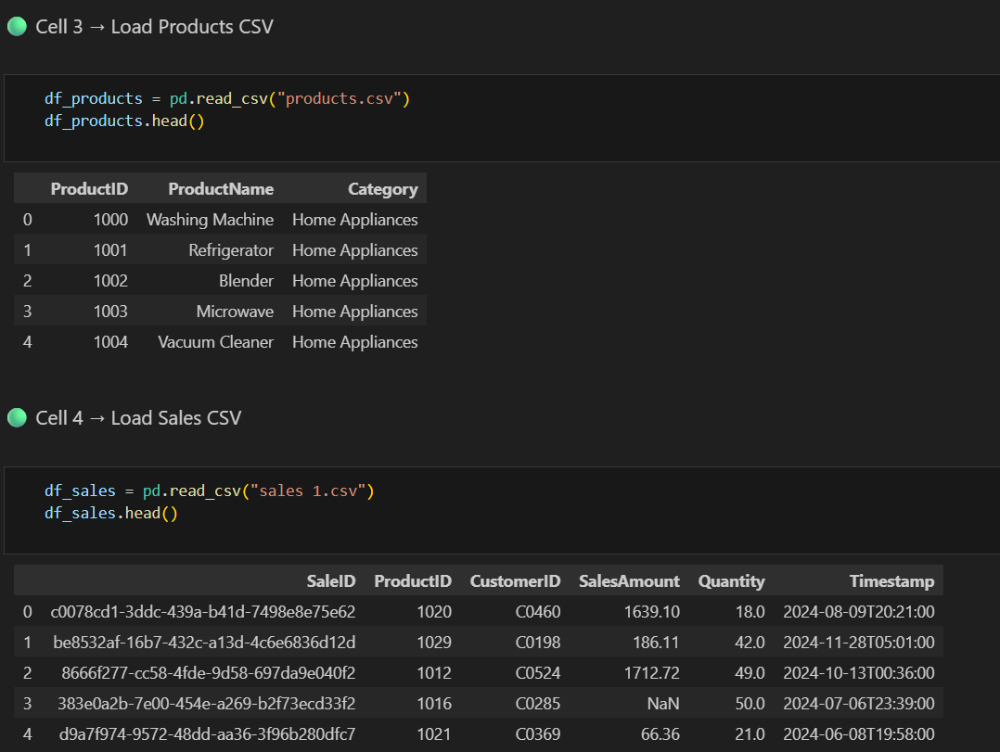 Cell 3 → Load Products CSV
df_products = pd.read_csv("products.csv")
df_products.head()
ProductID ProductName Category
0 1000 Washing Machine Home Appliances
1 1001 Refrigerator Home Appliances
2 1002 Blender Home Appliances
3 1003 Microwave Home Appliances
4 1004 Vacuum Cleaner Home Appliances
Cell 4 → Load Sales CSV
df_sales = pd.read_csv("sales 1.csv")
df_sales.head()
SaleID ProductID CustomerID SalesAmount Quantity Timestamp
0 c0078cd1-3ddc-439a-b41d-7498e8e75e62 1020 C0460 1639.10 18.0 2024-08-09T20:21:00
1 be8532af-16b7-432c-a13d-4c6e6836d12d 1029 C0198 186.11 42.0 2024-11-28T05:01:00
2 8666f277-cc58-4fde-9d58-697da9e040f2 1012 C0524 1712.72 49.0 2024-10-13T00:36:00
3 383e0a2b-7e00-454e-a269-b2f73ecd33f2 1016 C0285 NaN 50.0 2024-07-06T23:39:00
4 d9a7f974-9572-48dd-aa36-3f96b280dfc7 1021 C0369 66.36 21.0 2024-06-08T19:58:00